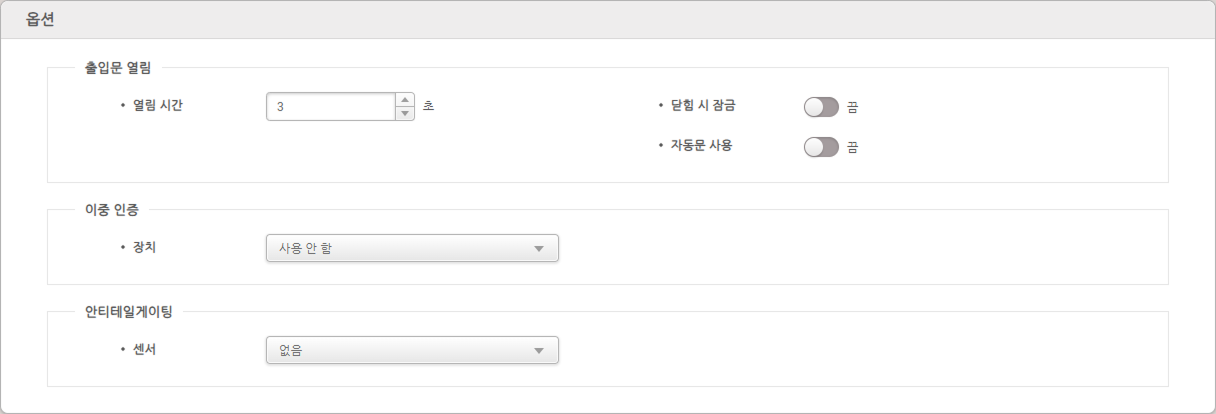 옵션
출입문 열림
• 열림 시간
3
초
• 닫힘 시 잠금
끔
• 자동문 사용
끔
이중 인증
• 장치
사용 안 함
안티테일게이팅
• 센서
없음